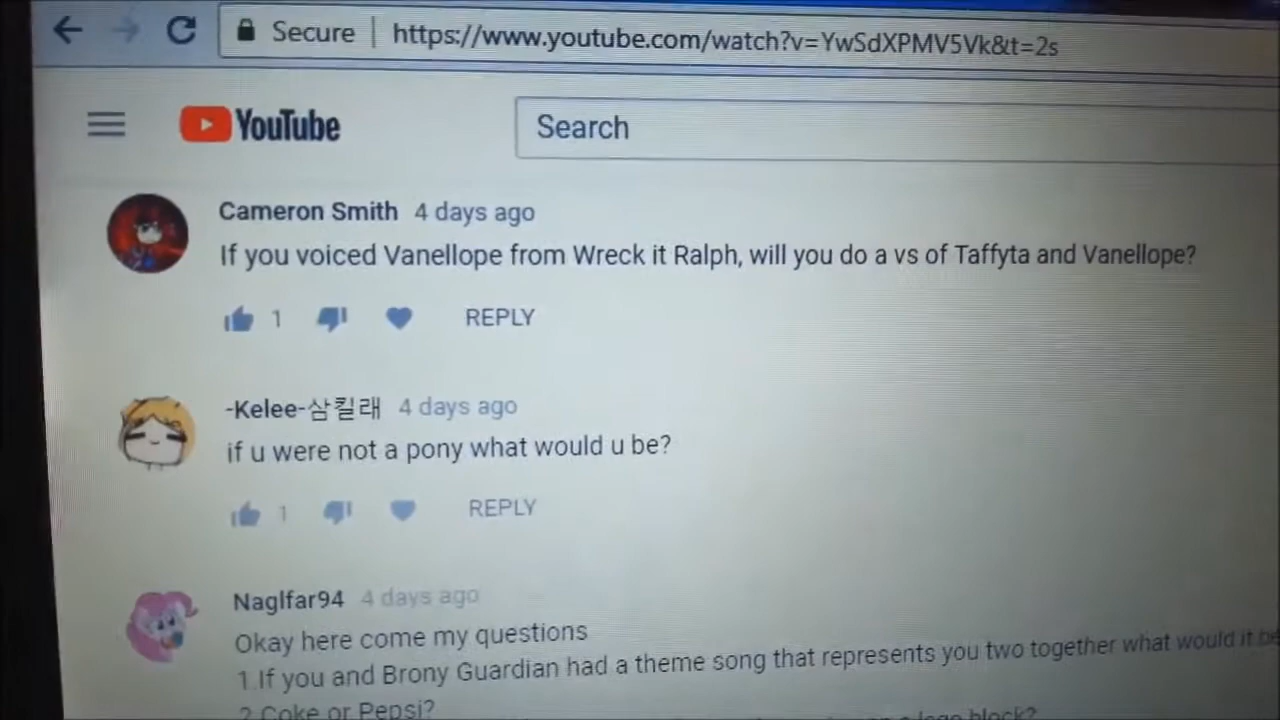 Secure | https://www.youtube.com/watch?v=YwSdXPMV5Vk&t=2s
YouTube
Search
Cameron Smith 4 days ago
If you voiced Vanellope from Wreck it Ralph, will you do a vs of Taffyta and Vanellope?
1 REPLY
-Kelee-삼킬래 4 days ago
if u were not a pony what would u be?
1 REPLY
Naglfar94 4 days ago
Okay here come my questions
1.If you and Brony Guardian had a theme song that represents you two together what would it be
2.Coke or Pepsi?
a lego block?